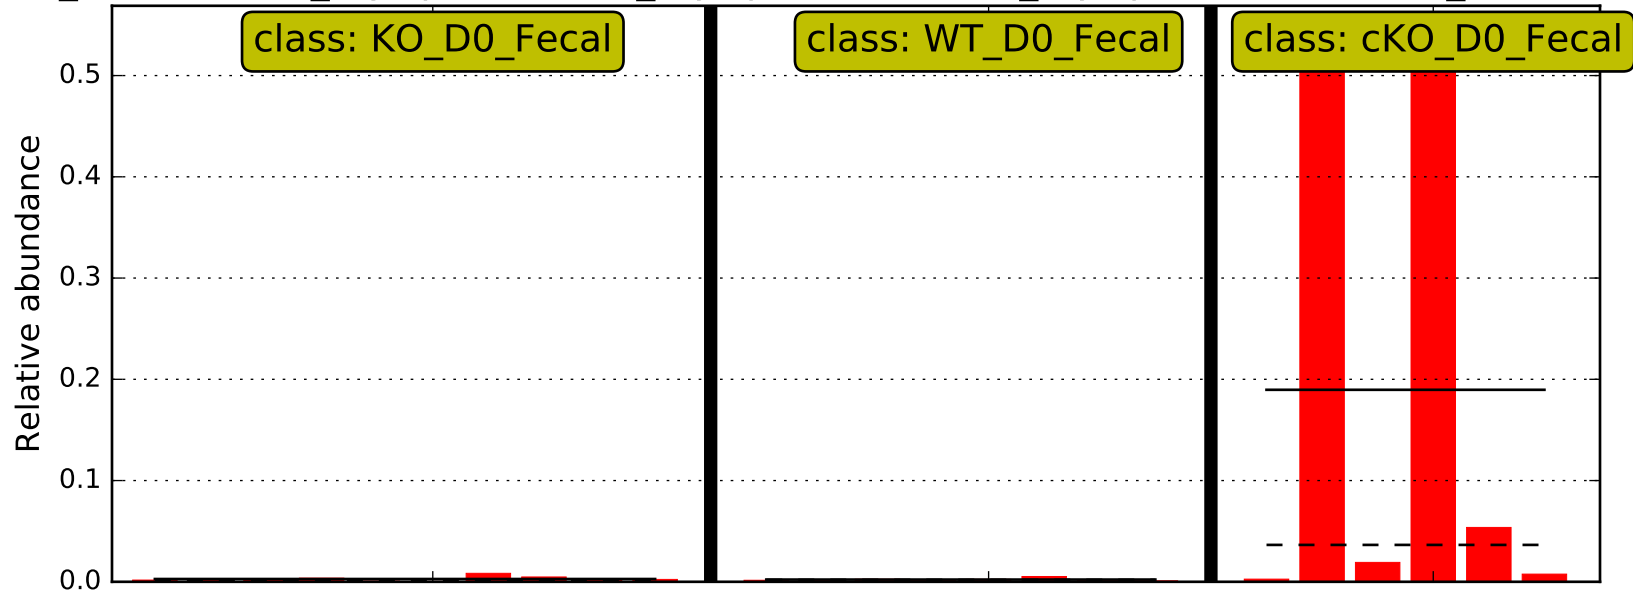 class: KO_D0_Fecal
class: WT_D0_Fecal
class: cKO_D0_Fecal
Relative abundance
0.5
0.4
0.3
0.2
0.1
0.0